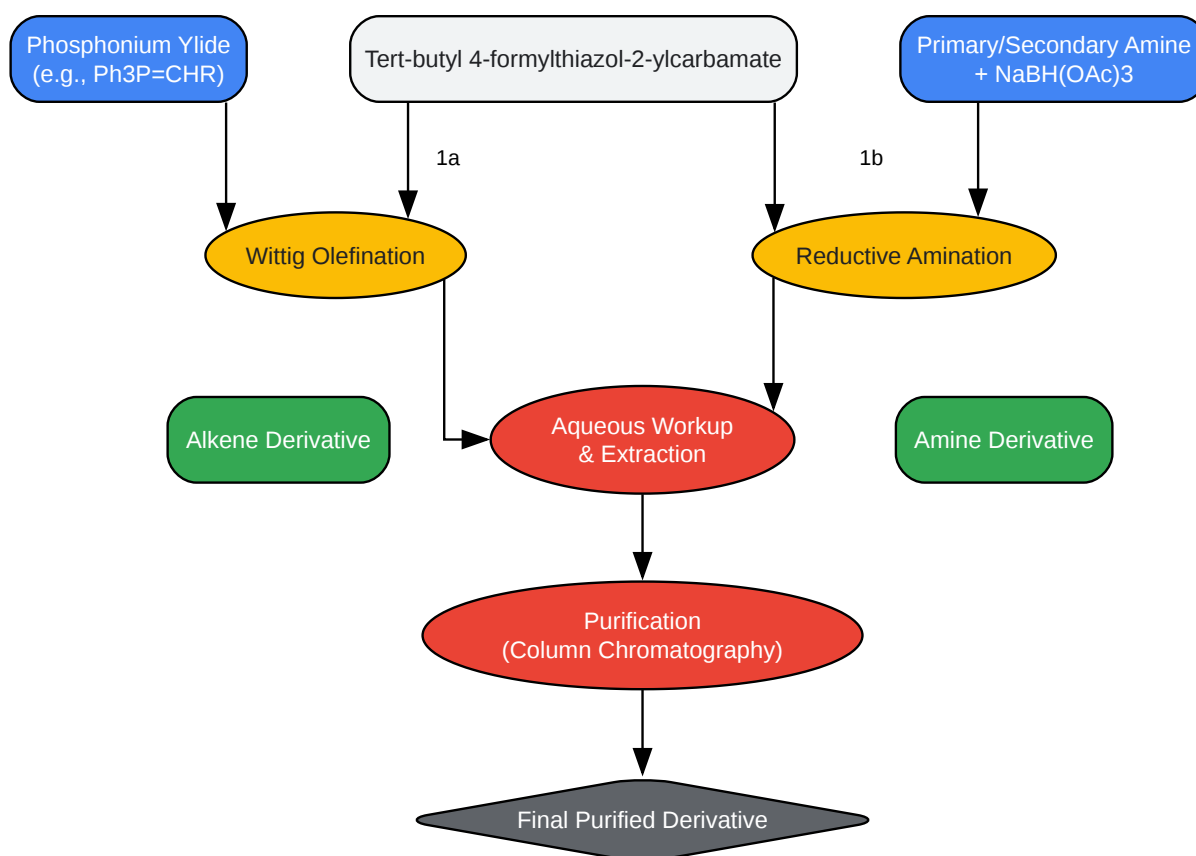 Phosphonium Ylide
(e.g., Ph3P=CHR)
Tert-butyl 4-formylthiazol-2-ylcarbamate
Primary/Secondary Amine
+ NaBH(OAc)3
1a
1b
Wittig Olefination
Reductive Amination
Alkene Derivative
Aqueous Workup
& Extraction
Amine Derivative
Purification
(Column Chromatography)
Final Purified Derivative